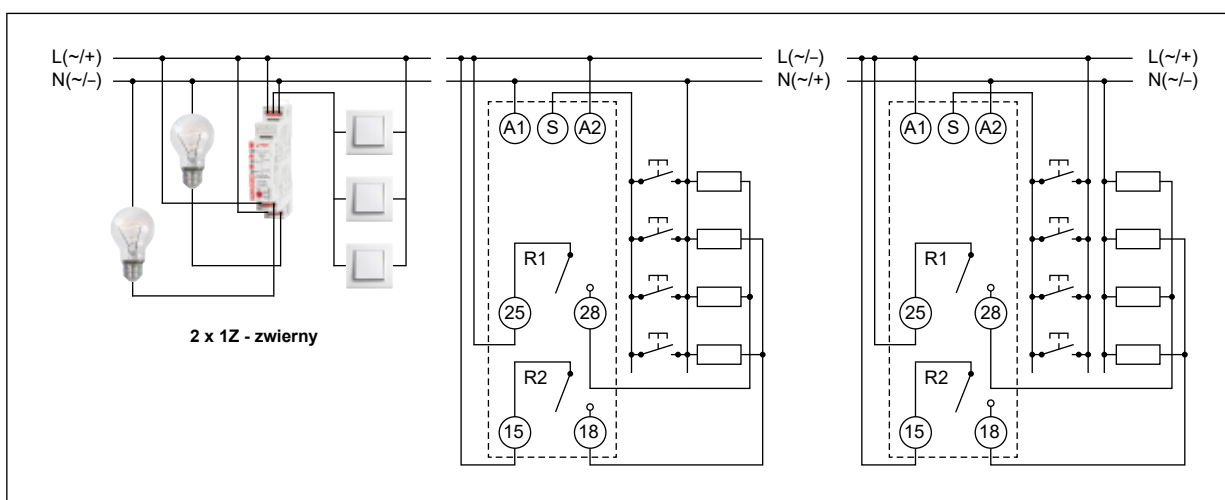 L(~/+)
N(~/–)
L(~/–)
N(~/+)
L(~/+)
N(~/–)
A1 S A2
A1 S A2
R1
25 28
R2
15 18
R1
25 28
R2
15 18
2 x 1Z - zwierny